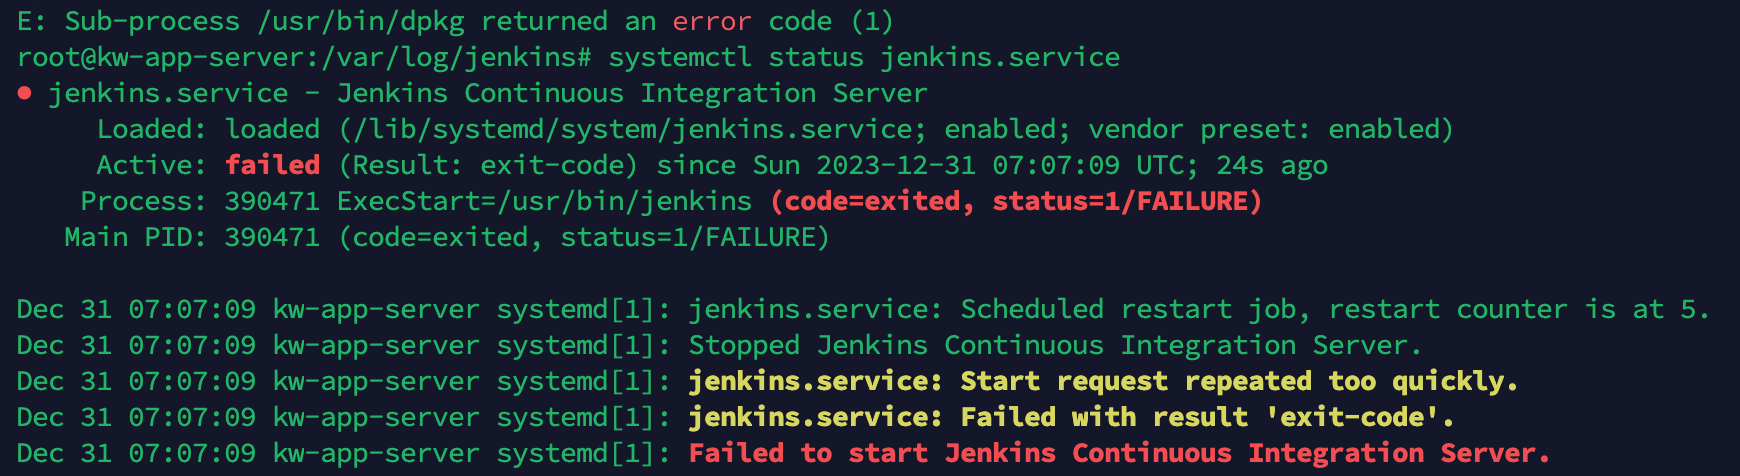 E: Sub-process /usr/bin/dpkg returned an error code (1)
root@kw-app-server:/var/log/jenkins# systemctl status jenkins.service
● jenkins.service - Jenkins Continuous Integration Server
     Loaded: loaded (/lib/systemd/system/jenkins.service; enabled; vendor preset: enabled)
     Active: failed (Result: exit-code) since Sun 2023-12-31 07:07:09 UTC; 24s ago
    Process: 390471 ExecStart=/usr/bin/jenkins (code=exited, status=1/FAILURE)
   Main PID: 390471 (code=exited, status=1/FAILURE)

Dec 31 07:07:09 kw-app-server systemd[1]: jenkins.service: Scheduled restart job, restart counter is at 5.
Dec 31 07:07:09 kw-app-server systemd[1]: Stopped Jenkins Continuous Integration Server.
Dec 31 07:07:09 kw-app-server systemd[1]: jenkins.service: Start request repeated too quickly.
Dec 31 07:07:09 kw-app-server systemd[1]: jenkins.service: Failed with result 'exit-code'.
Dec 31 07:07:09 kw-app-server systemd[1]: Failed to start Jenkins Continuous Integration Server.